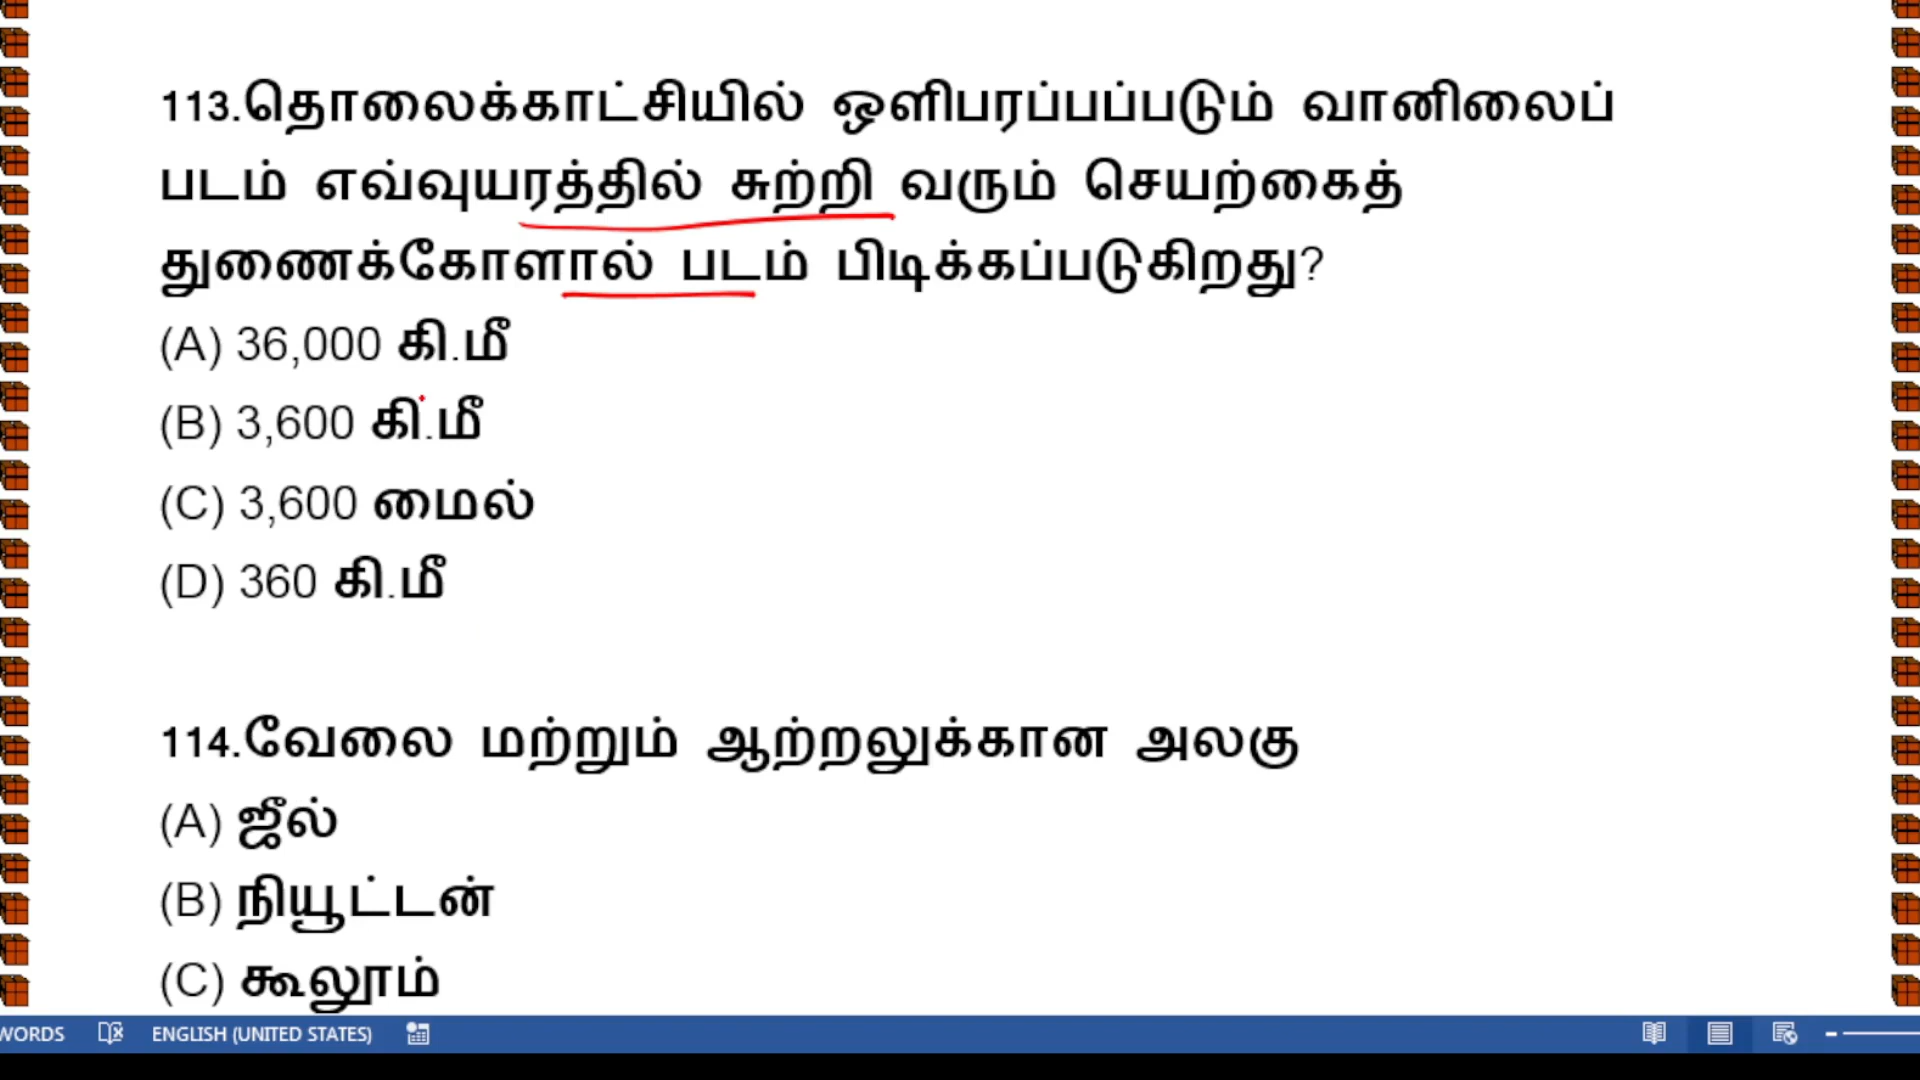 113.தொலைக்காட்சியில் ஒளிபரப்பப்படும் வானிலைப்
படம் எவ்வுயரத்தில் சுற்றி வரும் செயற்கைத்
துணைக்கோளால் படம் பிடிக்கப்படுகிறது?
(A) 36,000 கி.மீ
(B) 3,600 கி.மீ
(C) 3,600 மைல்
(D) 360 கி.மீ
114.வேலை மற்றும் ஆற்றலுக்கான அலகு
(A) ஜீல்
(B) நியூட்டன்
(C) கூலூம்
WORDS ENGLISH (UNITED STATES)